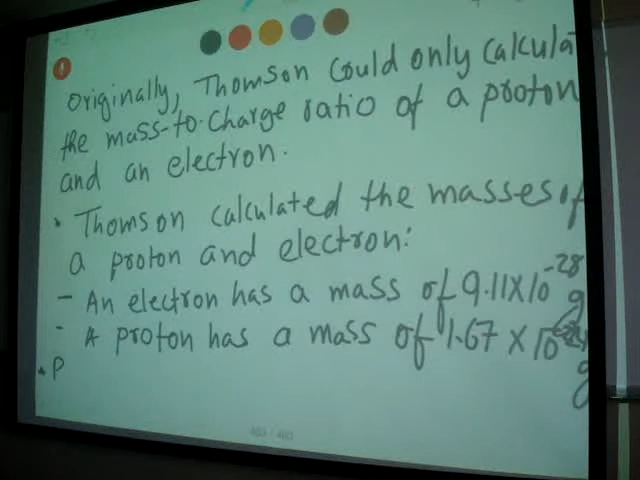 Originally, Thomson Could only Calcula
the mass-to-Charge ratio of a proton
and an electron.
• Thomson calculated the masses of
a proton and electron:
- An electron has a mass of 9.11X10⁻²⁸ g
- A proton has a mass of 1.67 X 10⁻²⁴ g
• P